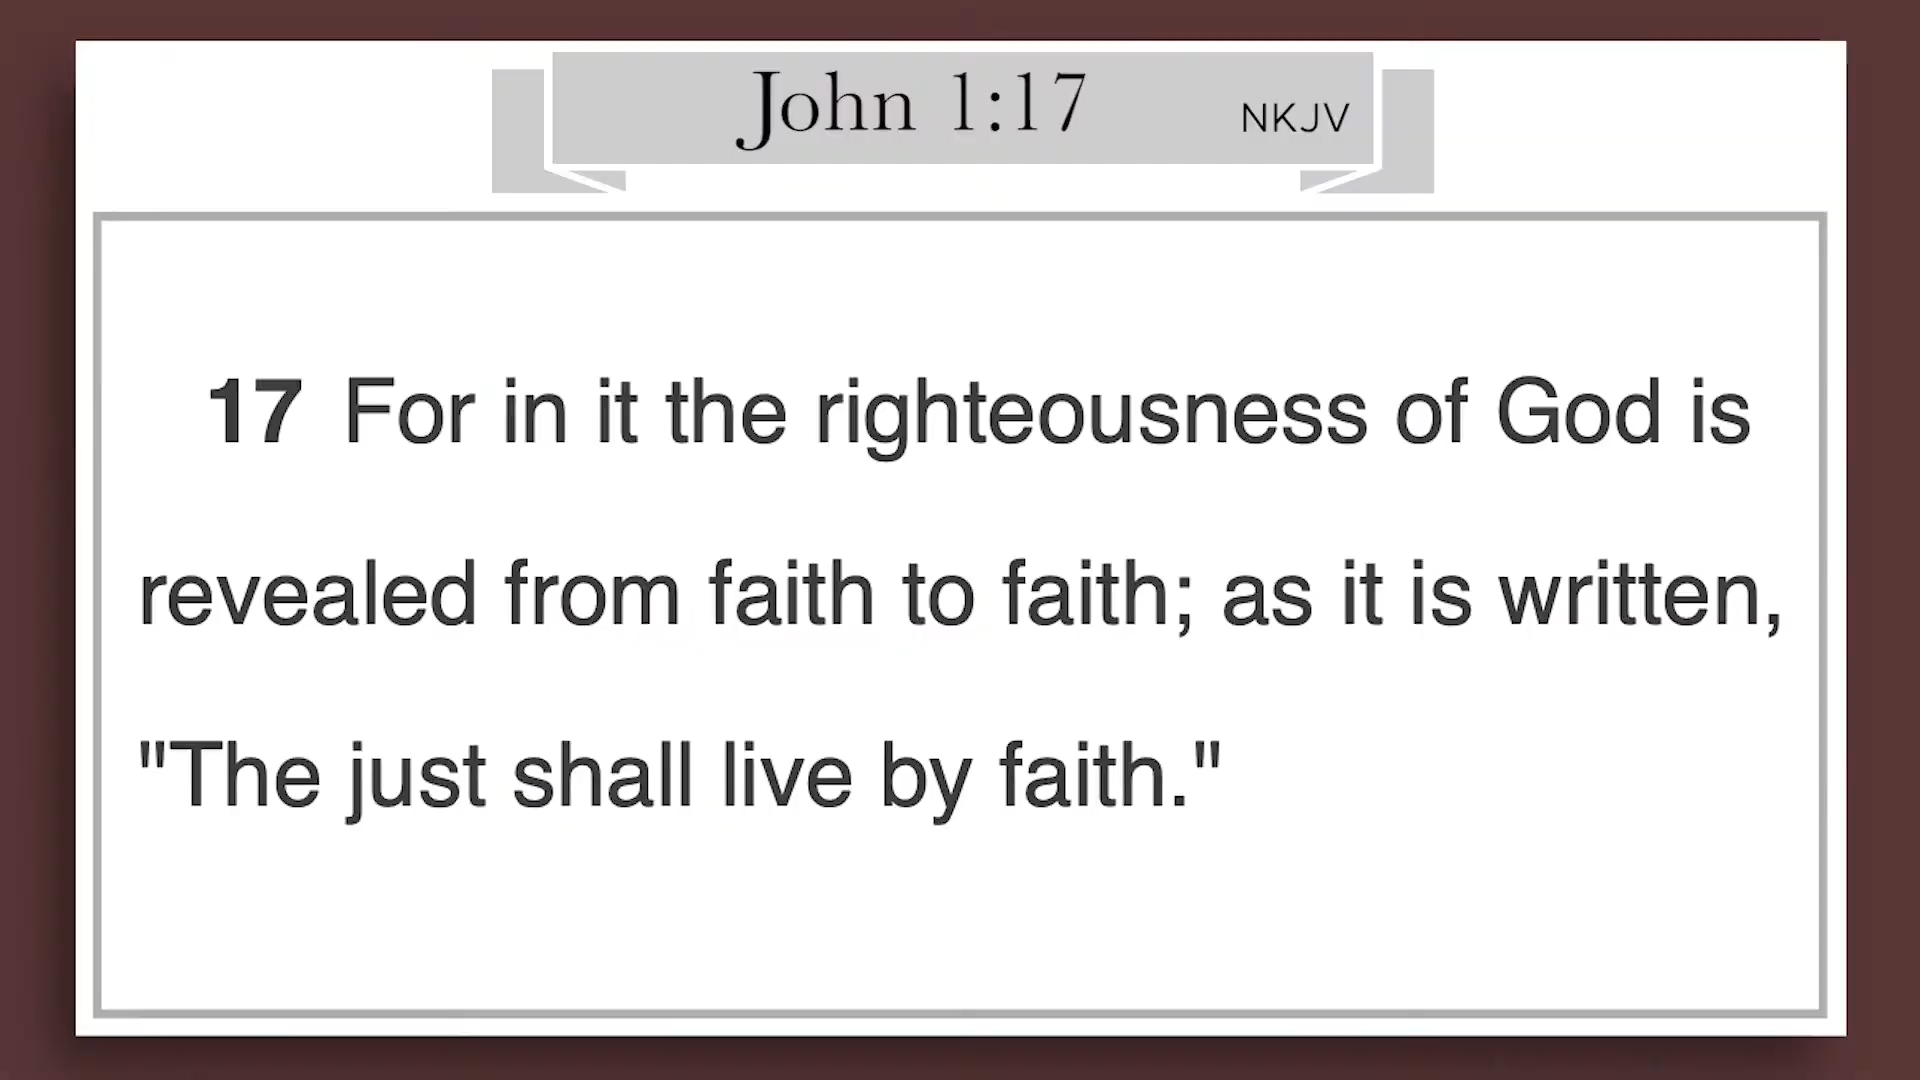 John 1:17 NKJV
17 For in it the righteousness of God is
revealed from faith to faith; as it is written,
"The just shall live by faith."